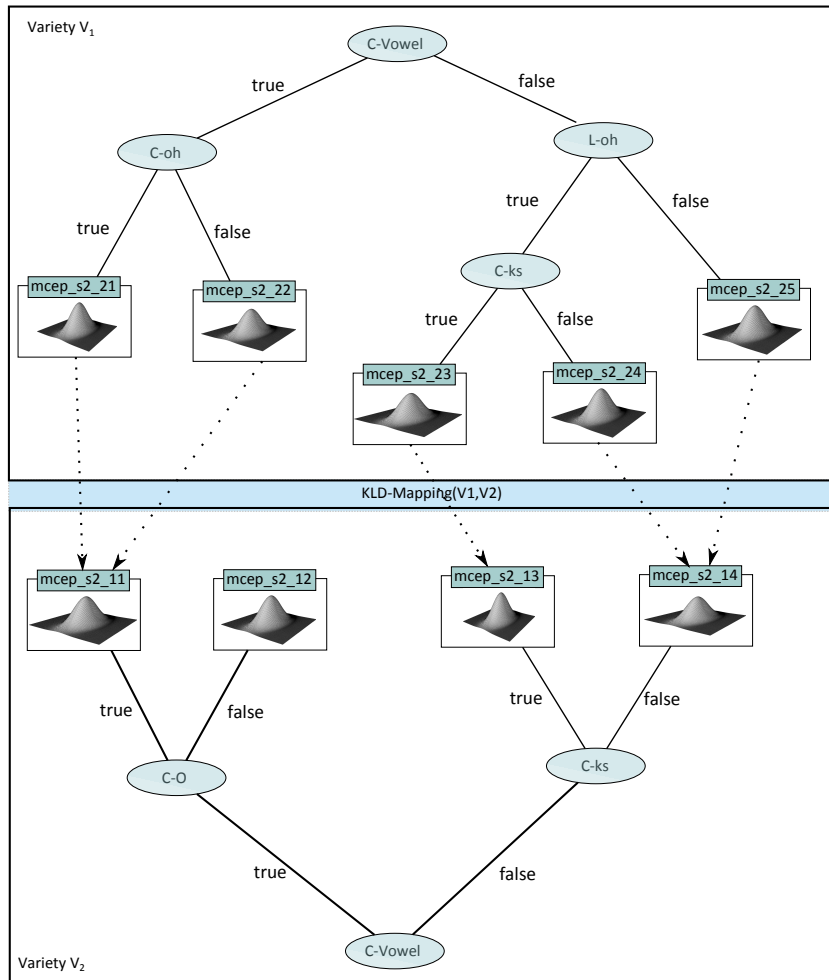 Variety V1
C-Vowel
true
false
C-oh
L-oh
true
false
true
false
C-ks
mcep_s2_21
mcep_s2_22
mcep_s2_25
true
false
mcep_s2_23
mcep_s2_24
KLD-Mapping(V1,V2)
mcep_s2_11
mcep_s2_12
mcep_s2_13
mcep_s2_14
true
false
true
false
C-O
C-ks
true
false
C-Vowel
Variety V2